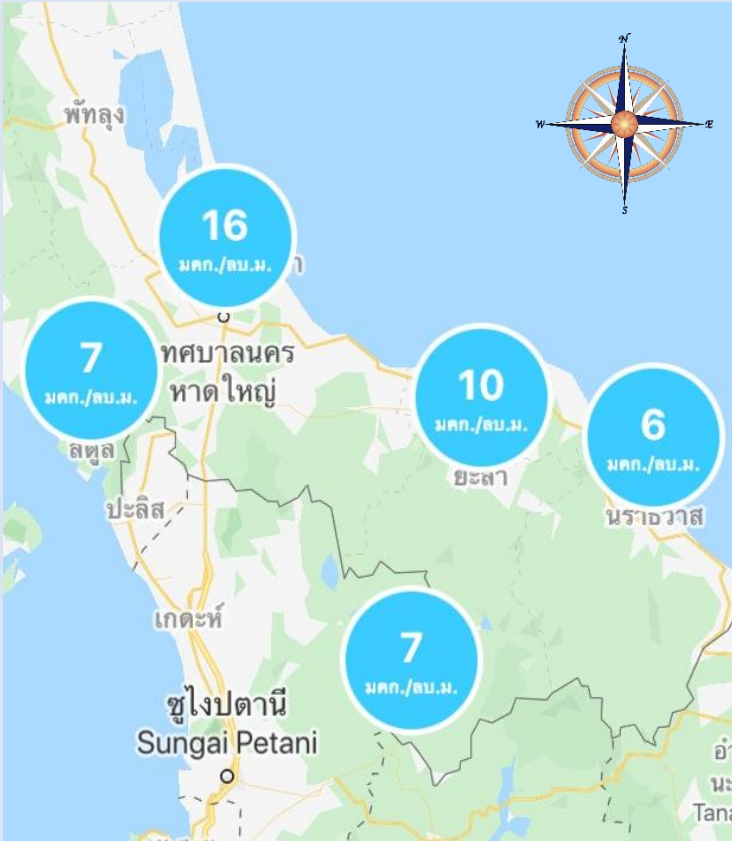 N
W
E
S
พัทลุง
16
มคก./ลบ.ม.
า
7
มคก./ลบ.ม.
ทศบาลนคร
หาดใหญ่
10
มคก./ลบ.ม.
6
มคก./ลบ.ม.
สตูล
ยะลา
ปะลิส
นราธิวาส
เกดะห์
7
มคก./ลบ.ม.
ซูไงปตานี
Sungai Petani